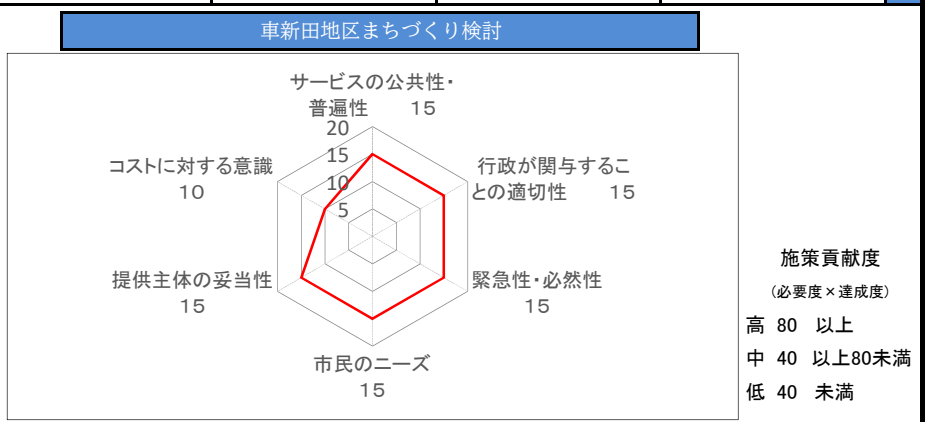 車新田地区まちづくり検討
サービスの公共性・
普遍性 15
20
15
10
5
コストに対する意識
10
行政が関与するこ
との適切性 15
提供主体の妥当性
15
緊急性・必然性
15
市民のニーズ
15
施策貢献度
(必要度×達成度)
高 80 以上
中 40 以上80未満
低 40 未満